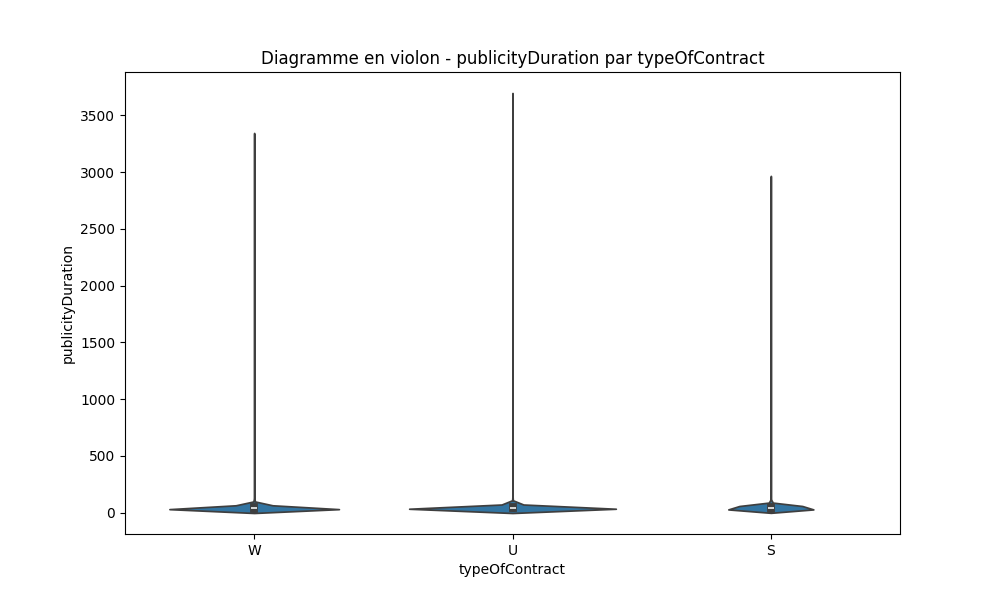 Diagramme en violon - publicityDuration par typeOfContract
3500
3000
2500
2000
1500
1000
500
0
publicityDuration
W U S
typeOfContract